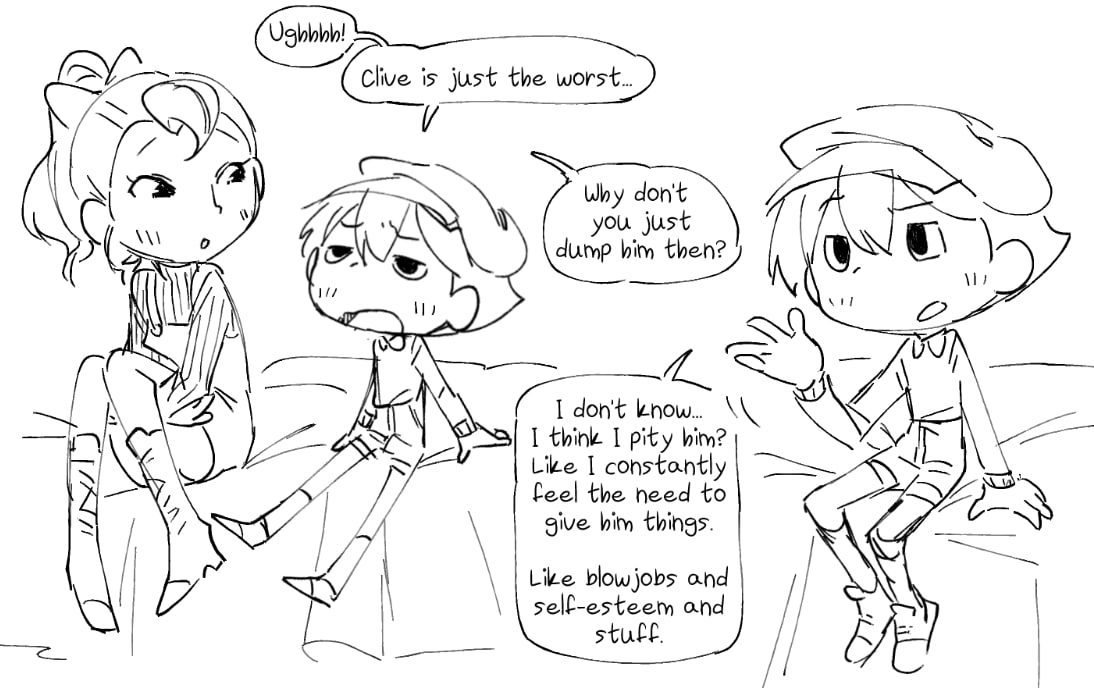 Ughhhh!
Clive is just the worst...
Why don't
you just
dump him then?
I don't know...
I think I pity him?
Like I constantly
feel the need to
give him things.
Like blowjobs and
self-esteem and
stuff.